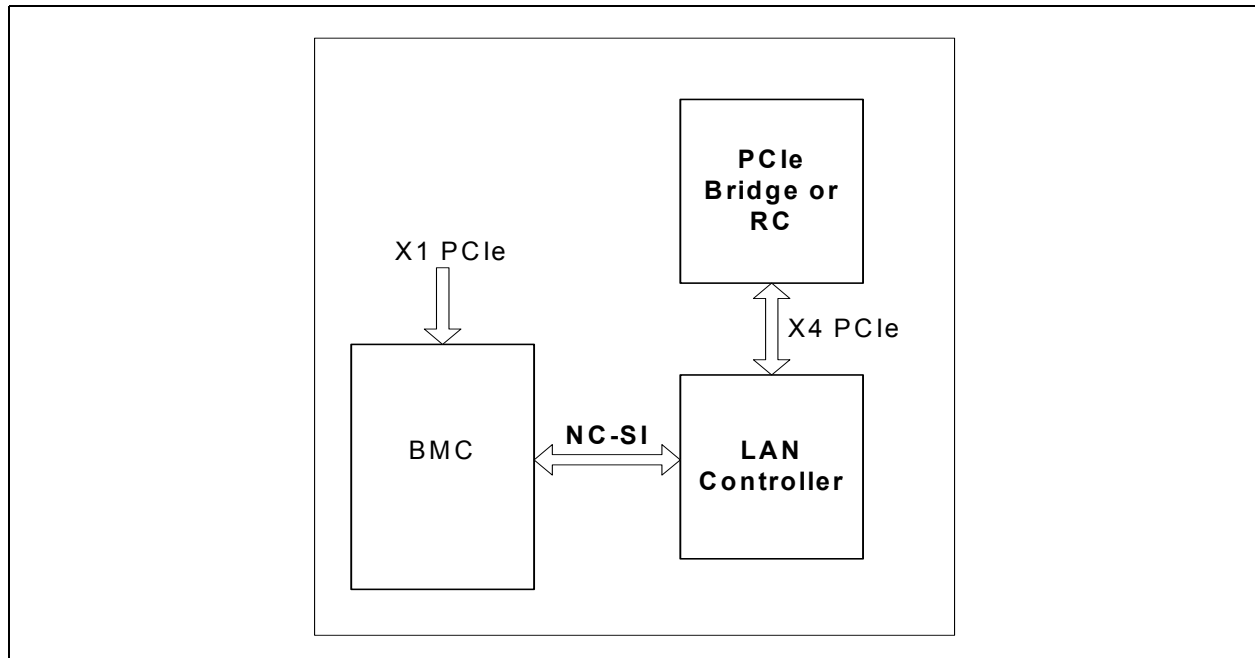 PCIe
Bridge or
RC
X1 PCIe
X4 PCIe
BMC
NC-SI
LAN
Controller